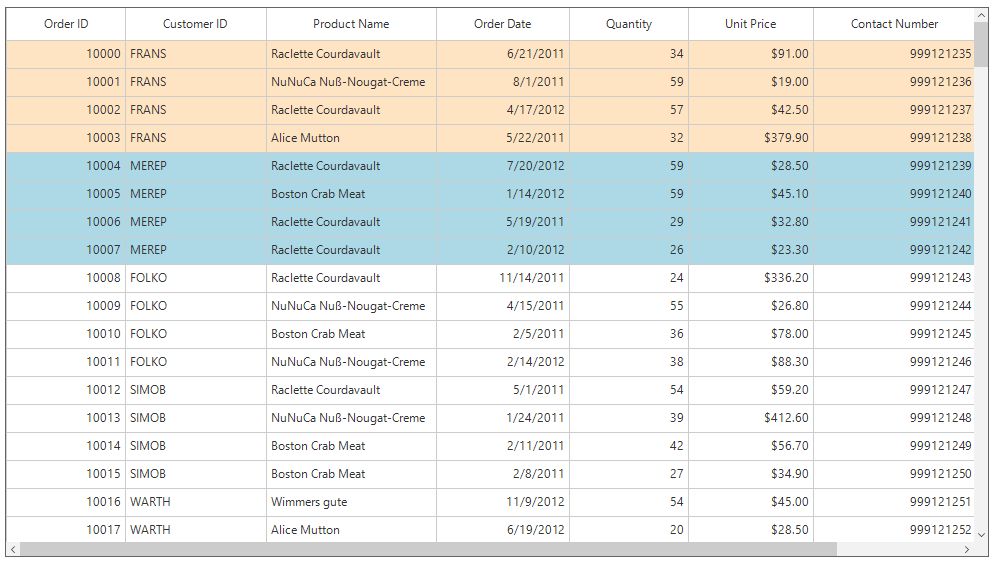 Order ID Customer ID Product Name Order Date Quantity Unit Price Contact Number
10000 FRANS Raclette Courdavault 6/21/2011 34 $91.00 999121235
10001 FRANS NuNuCa Nuß-Nougat-Creme 8/1/2011 59 $19.00 999121236
10002 FRANS Raclette Courdavault 4/17/2012 57 $42.50 999121237
10003 FRANS Alice Mutton 5/22/2011 32 $379.90 999121238
10004 MEREP Raclette Courdavault 7/20/2012 59 $28.50 999121239
10005 MEREP Boston Crab Meat 1/14/2012 59 $45.10 999121240
10006 MEREP Raclette Courdavault 5/19/2011 29 $32.80 999121241
10007 MEREP Raclette Courdavault 2/10/2012 26 $23.30 999121242
10008 FOLKO Raclette Courdavault 11/14/2011 24 $336.20 999121243
10009 FOLKO NuNuCa Nuß-Nougat-Creme 4/15/2011 55 $26.80 999121244
10010 FOLKO Boston Crab Meat 2/5/2011 36 $78.00 999121245
10011 FOLKO NuNuCa Nuß-Nougat-Creme 2/14/2012 38 $88.30 999121246
10012 SIMOB Raclette Courdavault 5/1/2011 54 $59.20 999121247
10013 SIMOB NuNuCa Nuß-Nougat-Creme 1/24/2011 39 $412.60 999121248
10014 SIMOB Boston Crab Meat 2/11/2011 42 $56.70 999121249
10015 SIMOB Boston Crab Meat 2/8/2011 27 $34.90 999121250
10016 WARTH Wimmers gute 11/9/2012 54 $45.00 999121251
10017 WARTH Alice Mutton 6/19/2012 20 $28.50 999121252